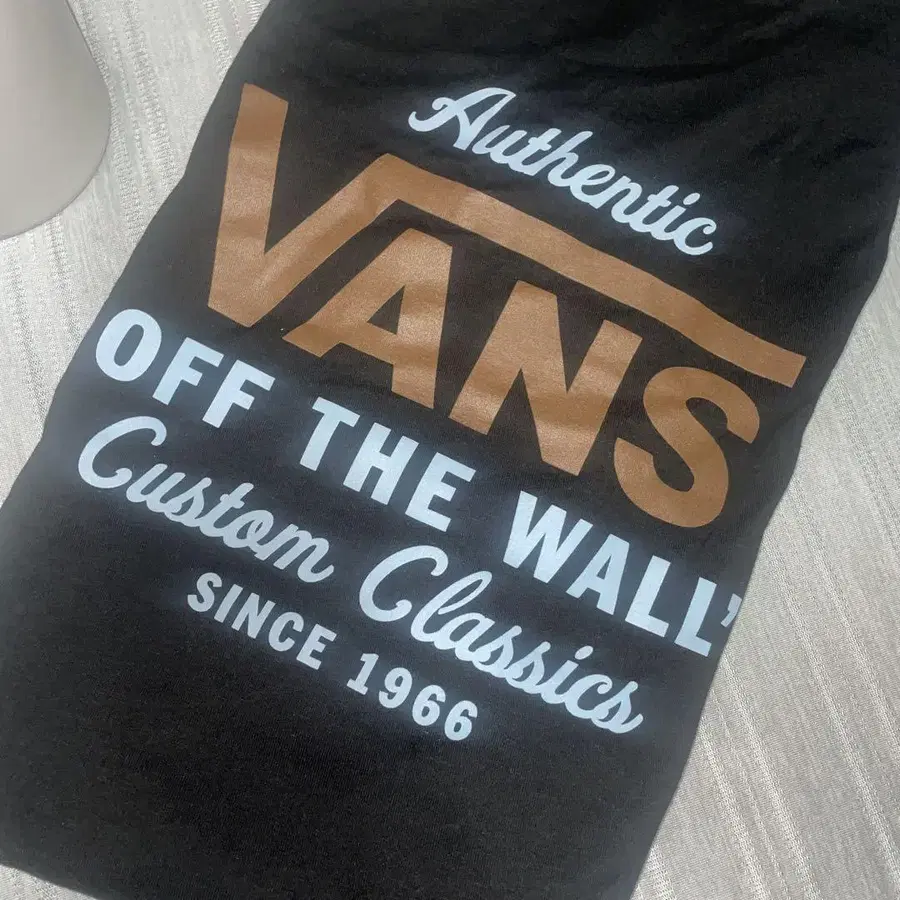 Authentic
VANS
OFF THE WALL'
Custom Classics
SINCE 1966